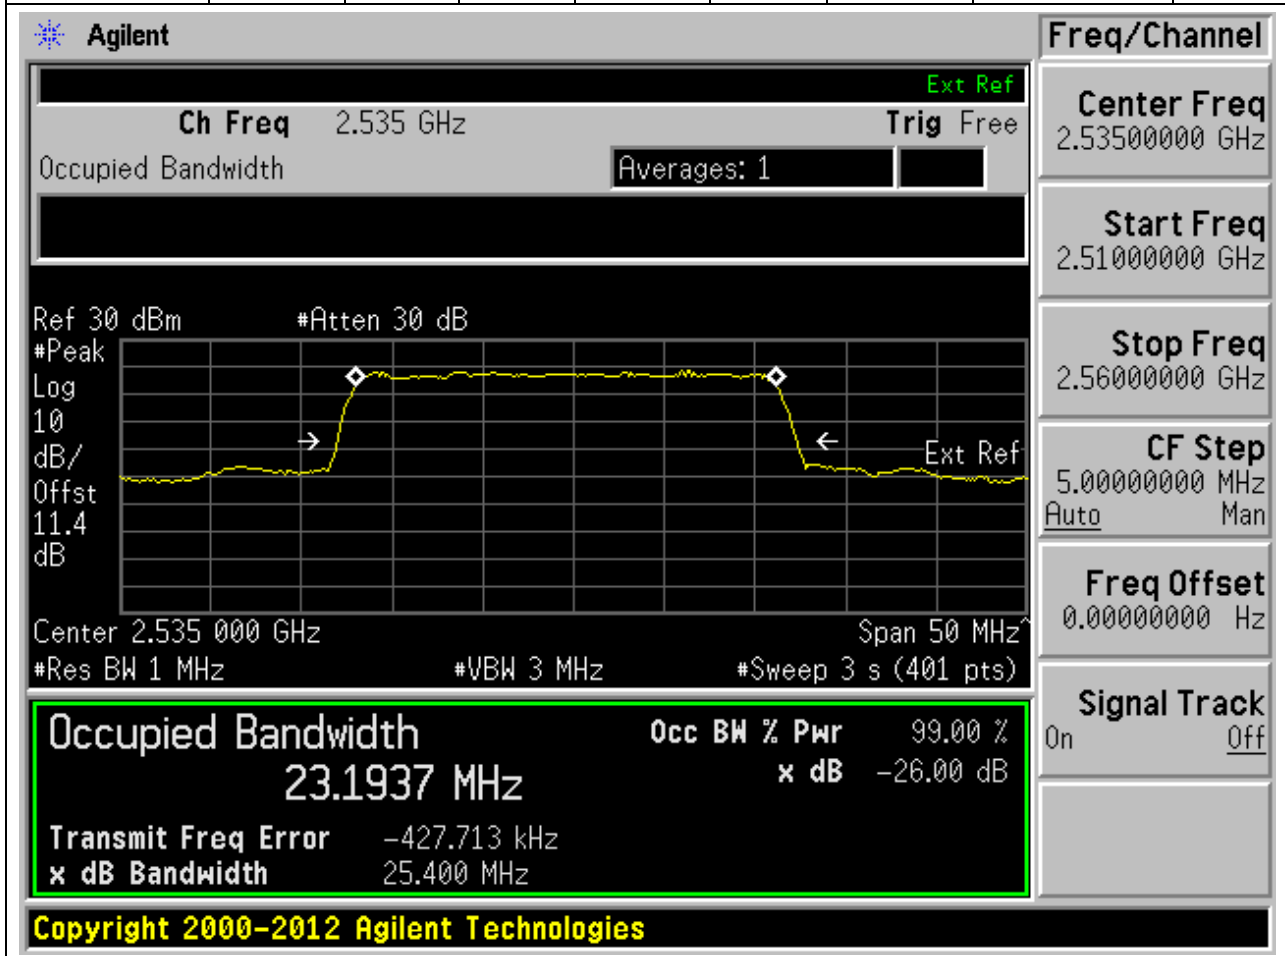 Agilent
Freq/Channel
Ext Ref
Ch Freq 2.535 GHz Trig Free
Occupied Bandwidth Averages: 1
Center Freq
2.53500000 GHz
Start Freq
2.51000000 GHz
Stop Freq
2.56000000 GHz
CF Step
5.00000000 MHz
Auto Man
Freq Offset
0.00000000 Hz
Signal Track
On Off
Ref 30 dBm #Atten 30 dB
#Peak
Log
10
dB/
Offst
11.4
dB
Ext Ref
Center 2.535 000 GHz Span 50 MHz^
#Res BW 1 MHz #VBW 3 MHz #Sweep 3 s (401 pts)
Occupied Bandwidth Occ BW % Pwr 99.00 %
23.1937 MHz x dB -26.00 dB
Transmit Freq Error -427.713 kHz
x dB Bandwidth 25.400 MHz
Copyright 2000-2012 Agilent Technologies